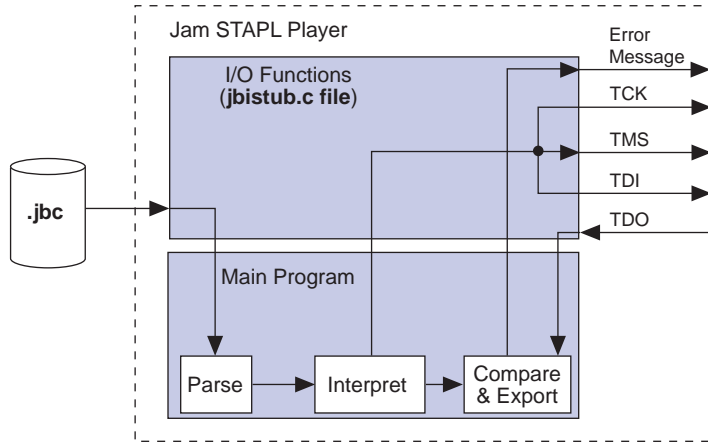 Jam STAPL Player
Error
Message
I/O Functions
(jbistub.c file)
TCK
TMS
TDI
TDO
.jbc
Main Program
Parse
Interpret
Compare
& Export